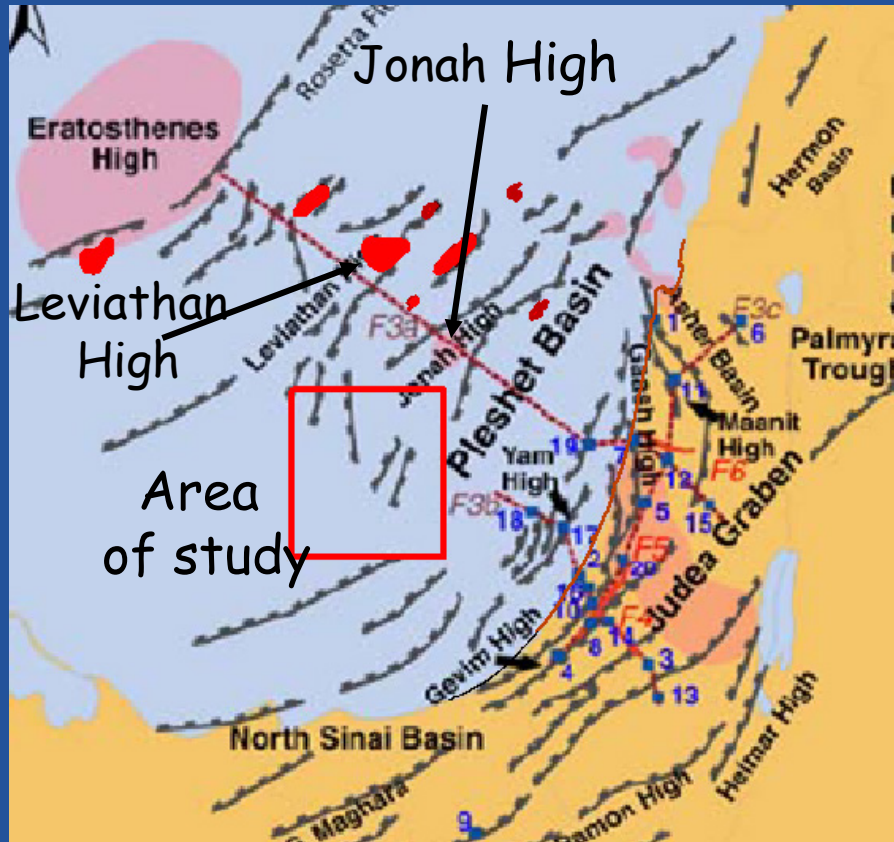 Rosetta
Jonah High
Eratosthenes
High
Hermon
Basin
Leviathan
High
Leviathan
F3a
Jonah High
Pleshet Basin
Asher Basin
F3c
1
6
Palmyra
Trough
Gaash High
11
Maanit
High
19
7
Yam
High
12
F6
Area
of study
F3b
18
17
5
15
Judea Graben
2
F5
20
10
8
14
Gevim High
4
3
13
North Sinai Basin
Helmar High
Maghara
Ramon High
9